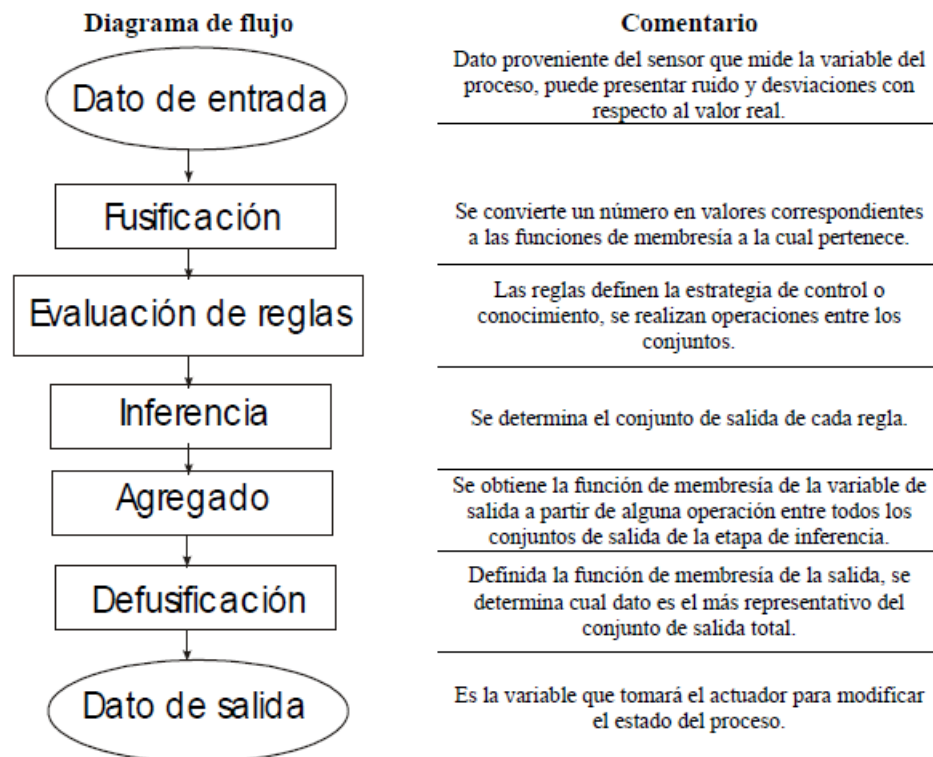 Diagrama de flujo
Comentario
Dato de entrada
Dato proveniente del sensor que mide la variable del
proceso, puede presentar ruido y desviaciones con
respecto al valor real.
Fusificación
Se convierte un número en valores correspondientes
a las funciones de membresía a la cual pertenece.
Evaluación de reglas
Las reglas definen la estrategia de control o
conocimiento, se realizan operaciones entre los
conjuntos.
Inferencia
Se determina el conjunto de salida de cada regla.
Agregado
Se obtiene la función de membresía de la variable de
salida a partir de alguna operación entre todos los
conjuntos de salida de la etapa de inferencia.
Defusificación
Definida la función de membresía de la salida, se
determina cual dato es el más representativo del
conjunto de salida total.
Dato de salida
Es la variable que tomará el actuador para modificar
el estado del proceso.